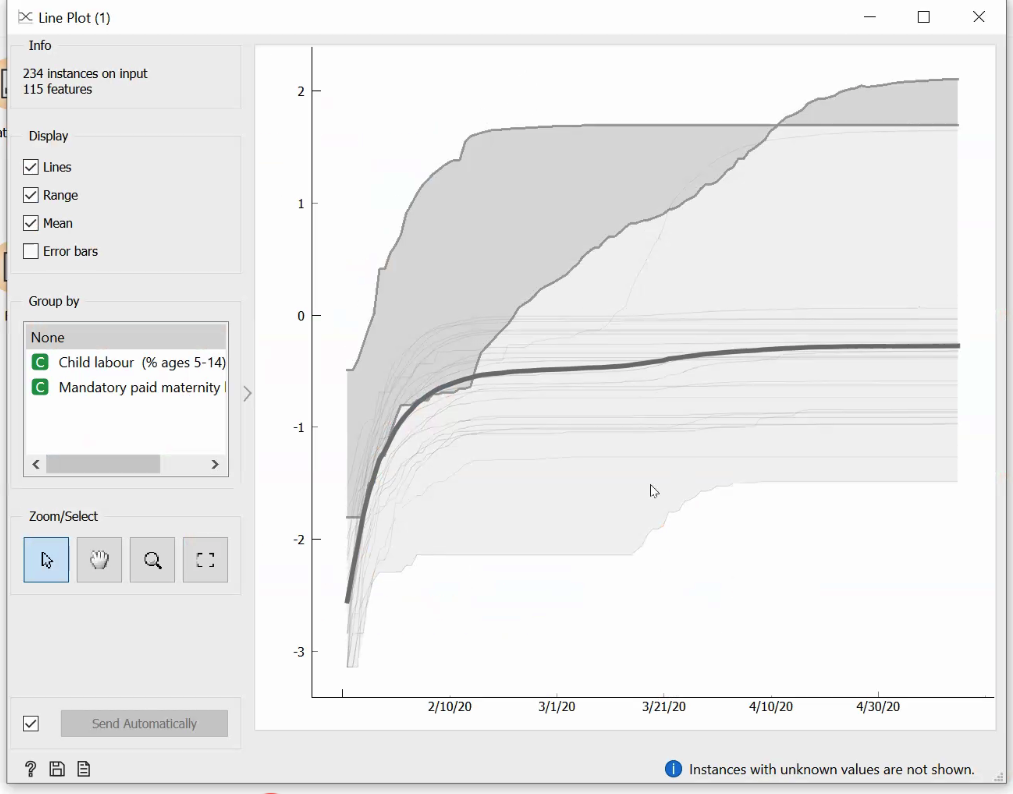 Line Plot (1)
Info
234 instances on input
115 features
Display
Lines
Range
Mean
Error bars
Group by
None
C Child labour (% ages 5-14)
C Mandatory paid maternity
Zoom/Select
Send Automatically
2
1
0
-1
-2
-3
2/10/20 3/1/20 3/21/20 4/10/20 4/30/20
? i Instances with unknown values are not shown.